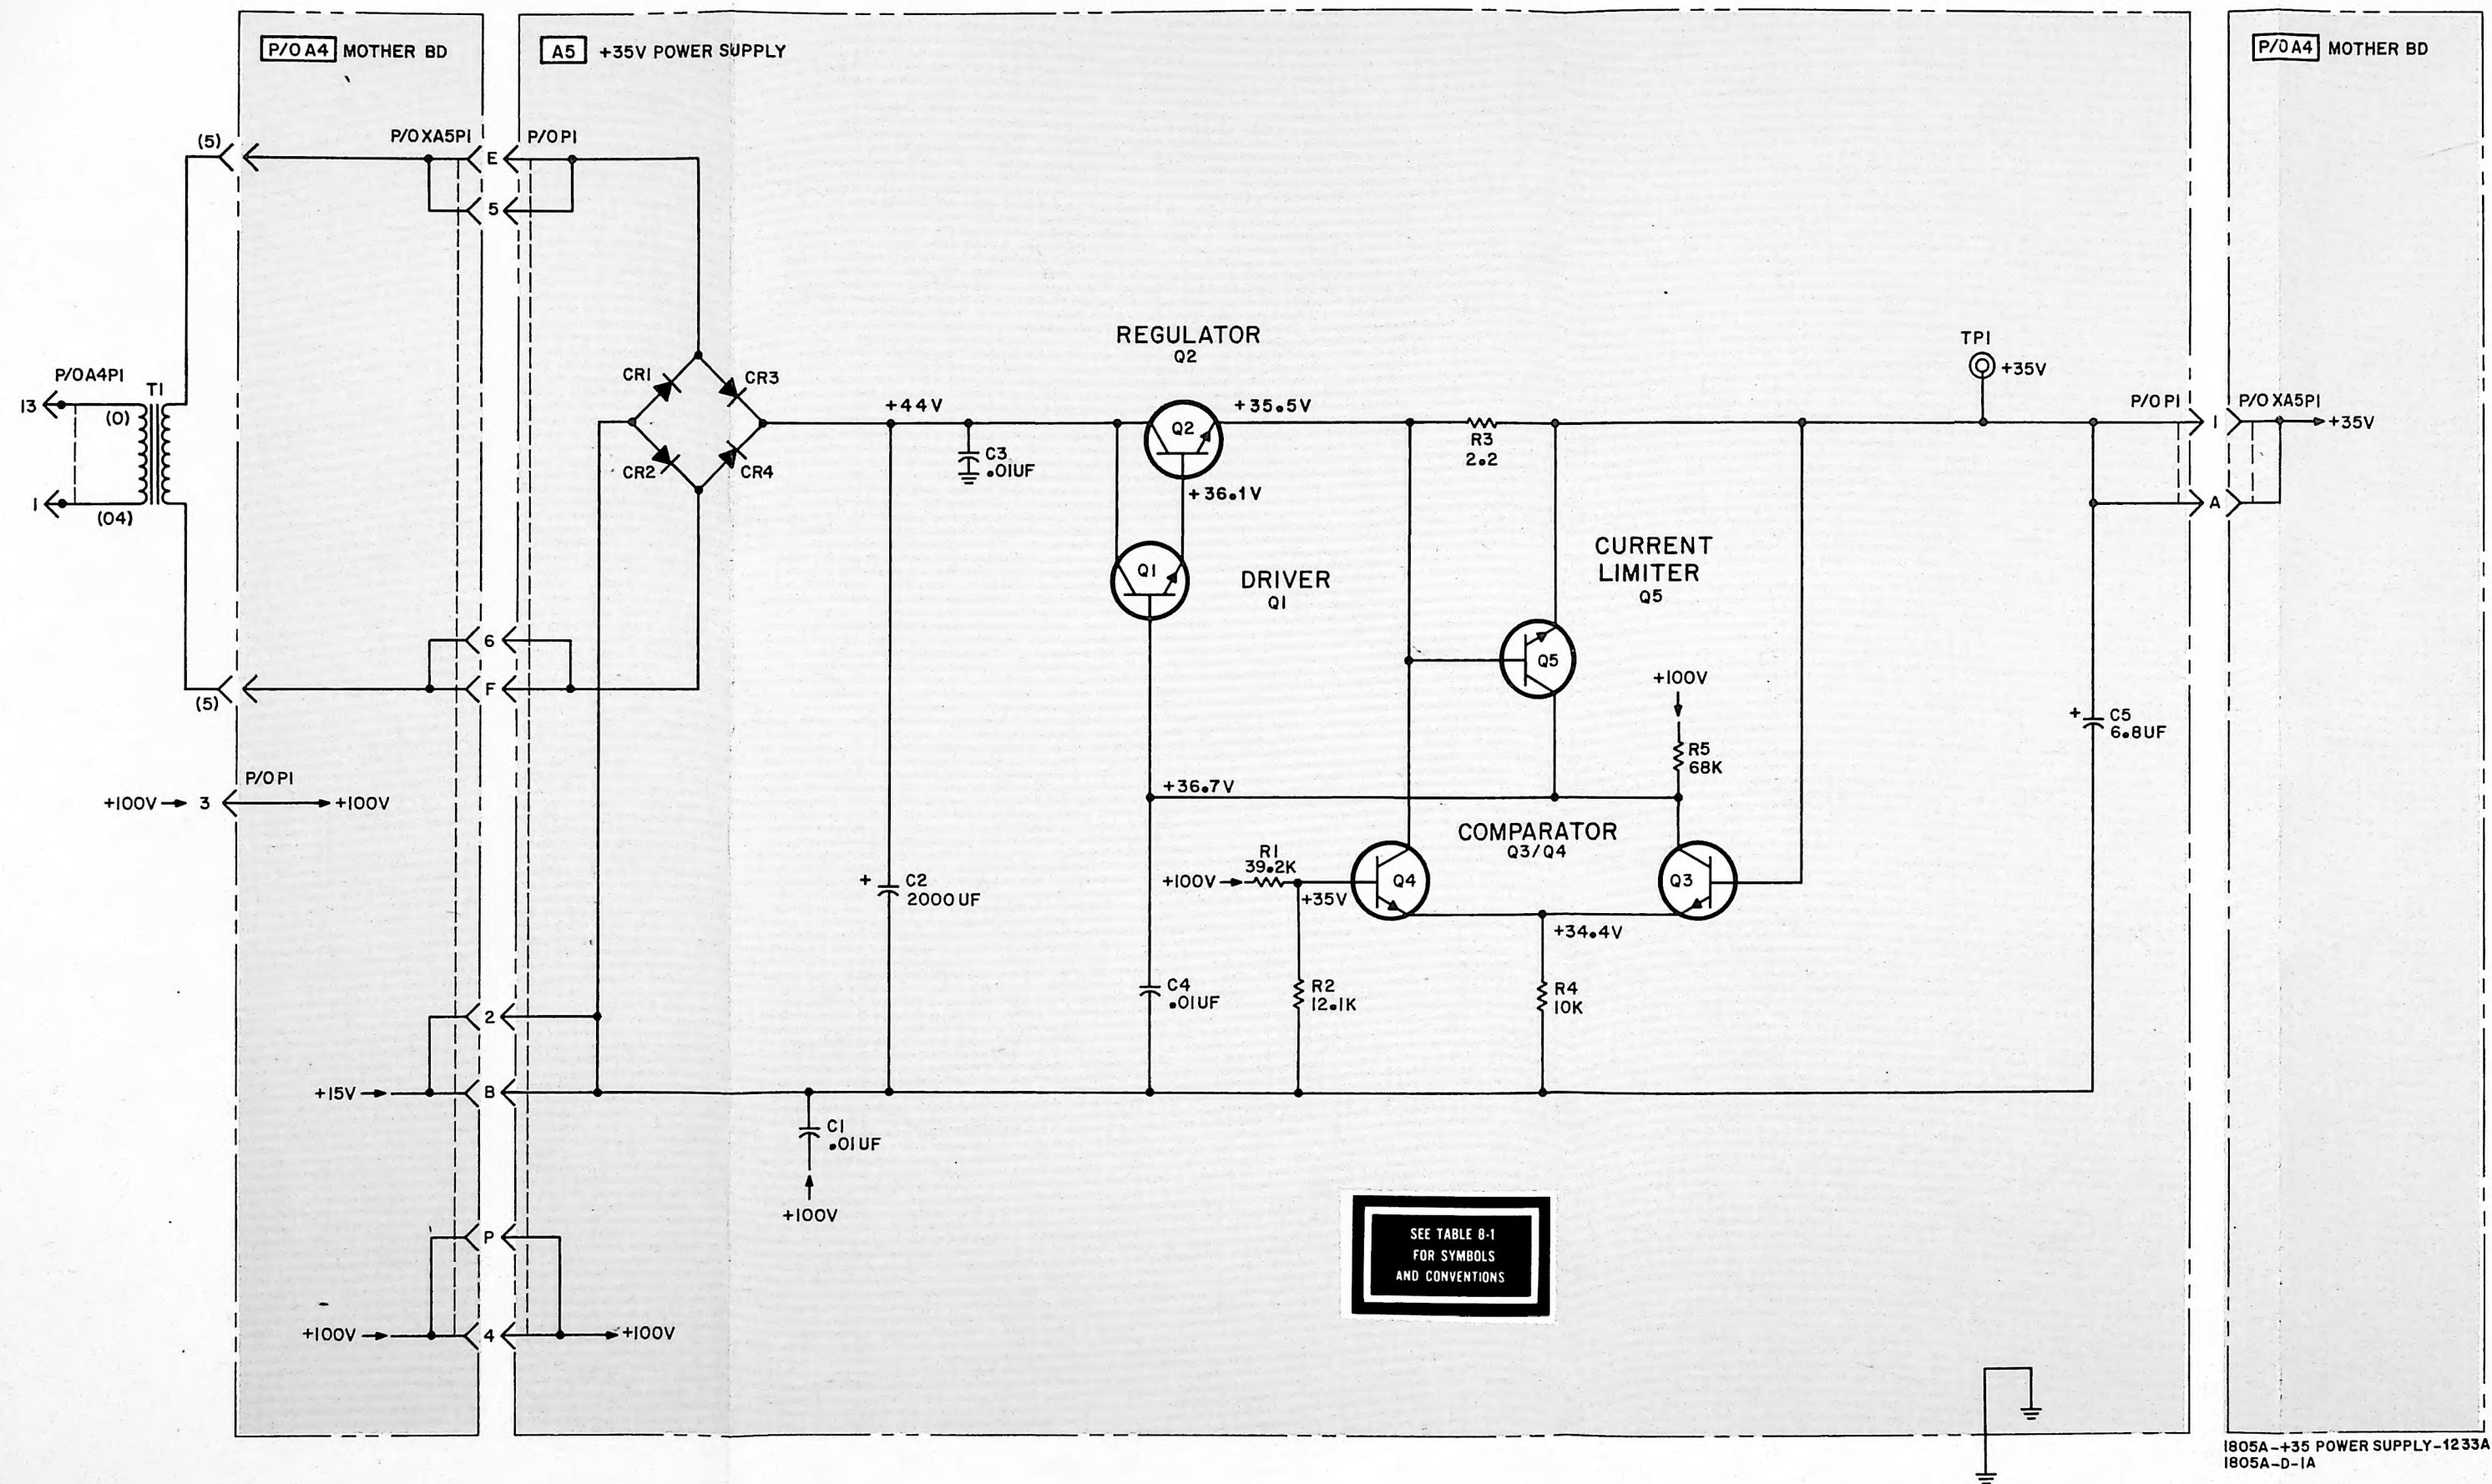 P/O A4 MOTHER BD
A5 +35V POWER SUPPLY
P/O A4 MOTHER BD
(5)
P/O XA5P1
E
P/O P1
5
REGULATOR
Q2
TP1
+35V
P/O A4P1
T1
13
(0)
1
(04)
CR1
CR3
CR2
CR4
+44V
C3
.01UF
Q2
+35.5V
+36.1V
R3
2.2
P/O P1
1
P/O XA5P1
+35V
A
Q1
DRIVER
Q1
CURRENT
LIMITER
Q5
Q5
6
F
(5)
+100V
R5
68K
C5
+
6.8UF
P/O P1
+100V
3
+100V
+36.7V
COMPARATOR
Q3/Q4
R1
39.2K
+100V
+35V
Q4
Q3
+34.4V
+
C2
2000UF
C4
.01UF
R2
12.1K
R4
10K
2
+15V
B
C1
.01UF
+100V
P
+100V
4
+100V
SEE TABLE 8-1
FOR SYMBOLS
AND CONVENTIONS
1805A-+35 POWER SUPPLY-1233A
1805A-D-1A